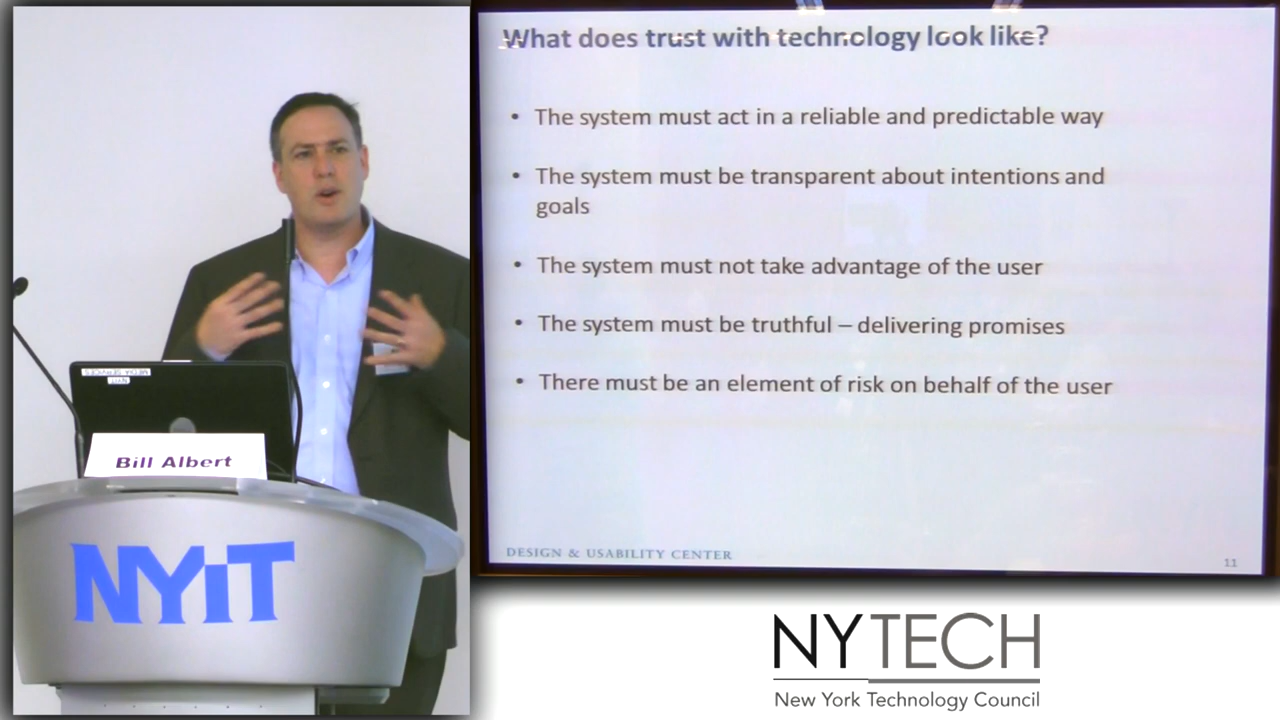 What does trust with technology look like?
• The system must act in a reliable and predictable way
• The system must be transparent about intentions and
goals
• The system must not take advantage of the user
• The system must be truthful – delivering promises
• There must be an element of risk on behalf of the user
DESIGN & USABILITY CENTER
11
MEDIA SERVICES
NYIT
Bill Albert
NYIT
NYTECH
New York Technology Council